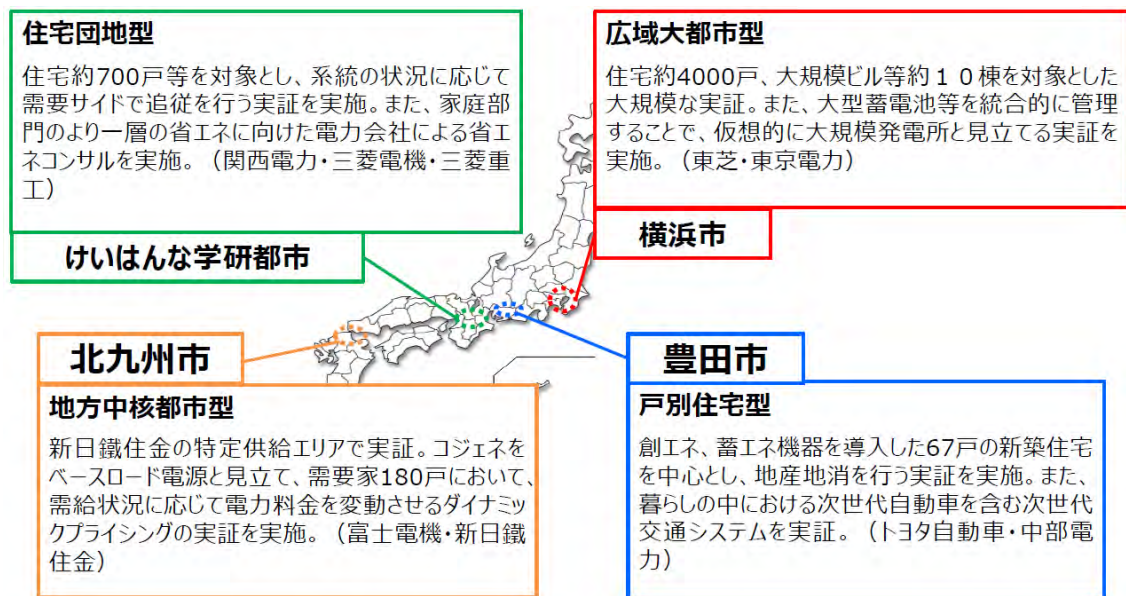 住宅団地型
住宅約700戸等を対象とし、系統の状況に応じて
需要サイドで追従を行う実証を実施。また、家庭部
門のより一層の省エネに向けた電力会社による省エ
ネコンサルを実施。（関西電力・三菱電機・三菱重
工）
けいはんな学研都市
広域大都市型
住宅約4000戸、大規模ビル等約１０棟を対象とした
大規模な実証。また、大型蓄電池等を統合的に管理
することで、仮想的に大規模発電所と見立てる実証を
実施。（東芝・東京電力）
横浜市
北九州市
地方中核都市型
新日鐵住金の特定供給エリアで実証。コジェネを
ベースロード電源と見立て、需要家180戸において、
需給状況に応じて電力料金を変動させるダイナミッ
クプライシングの実証を実施。（富士電機・新日鐵
住金）
豊田市
戸別住宅型
創エネ、蓄エネ機器を導入した67戸の新築住宅
を中心とし、地産地消を行う実証を実施。また、
暮らしの中における次世代自動車を含む次世代
交通システムを実証。（トヨタ自動車・中部電
力）